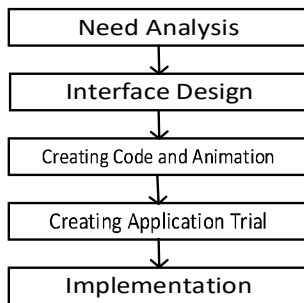 Need Analysis
Interface Design
Creating Code and Animation
Creating Application Trial
Implementation